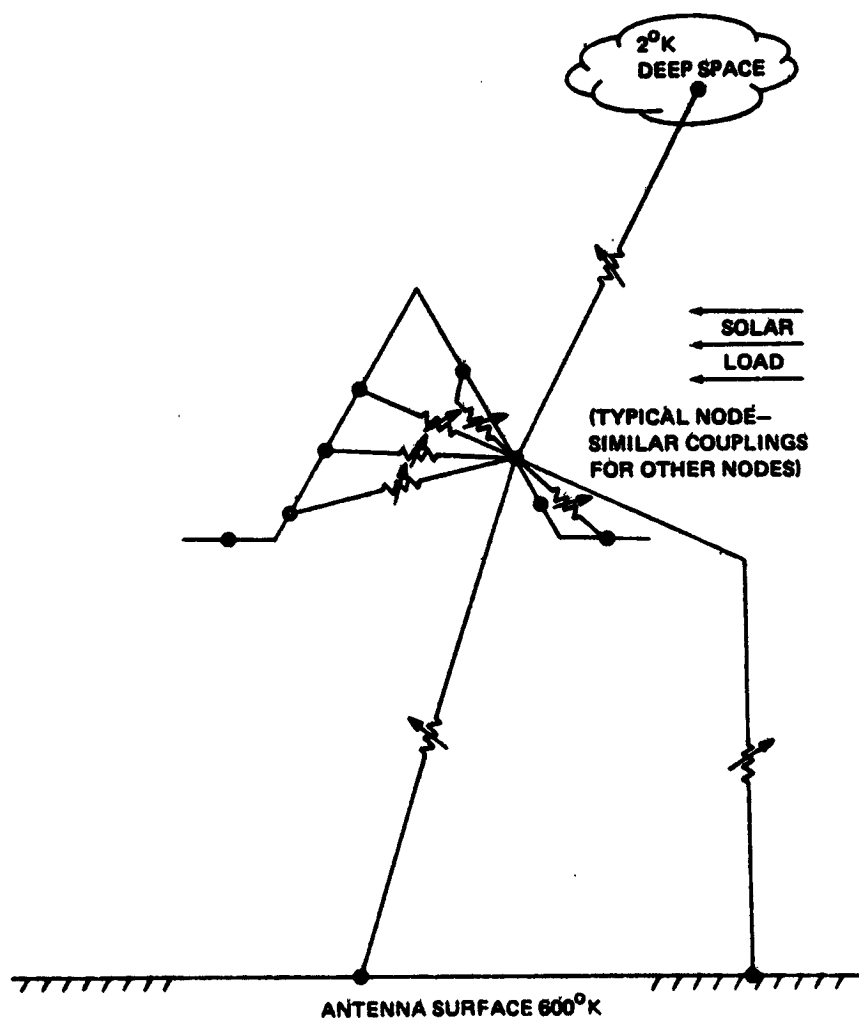 2°K
DEEP SPACE
SOLAR
LOAD
(TYPICAL NODE–
SIMILAR COUPLINGS
FOR OTHER NODES)
ANTENNA SURFACE 600°K